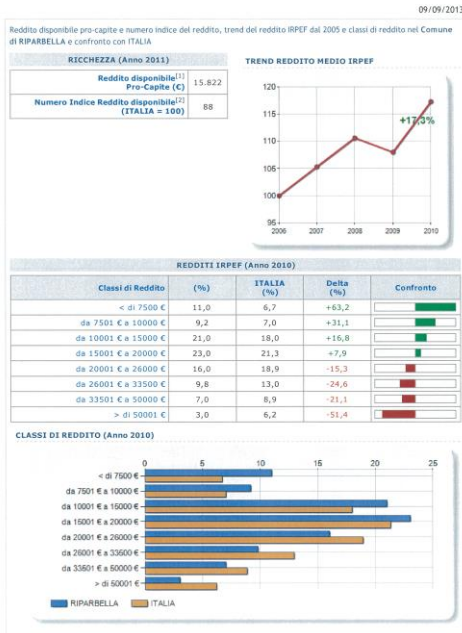 09/09/2013
Reddito disponibile pro-capite e numero indice del reddito, trend del reddito IRPEF dal 2005 e classi di reddito nel Comune
di RIPARBELLA e confronto con ITALIA
RICCHEZZA (Anno 2011)
Reddito disponibile[1]
Pro-Capite (€) 15.822
Numero Indice Reddito disponibile[2]
(ITALIA = 100) 88
TREND REDDITO MEDIO IRPEF
120
115
110
105
100
95
+17,3%
2006 2007 2008 2009 2010
REDDITI IRPEF (Anno 2010)
Classi di Reddito (%) ITALIA (%) Delta (%) Confronto
< di 7500 € 11,0 6,7 +63,2
da 7501 € a 10000 € 9,2 7,0 +31,1
da 10001 € a 15000 € 21,0 18,0 +16,8
da 15001 € a 20000 € 23,0 21,3 +7,9
da 20001 € a 26000 € 16,0 18,9 -15,3
da 26001 € a 33500 € 9,8 13,0 -24,6
da 33501 € a 50000 € 7,0 8,9 -21,1
> di 50001 € 3,0 6,2 -51,4
CLASSI DI REDDITO (Anno 2010)
0 5 10 15 20 25
< di 7500 €
da 7501 € a 10000 €
da 10001 € a 15000 €
da 15001 € a 20000 €
da 20001 € a 26000 €
da 26001 € a 33500 €
da 33501 € a 50000 €
> di 50001 €
RIPARBELLA ITALIA